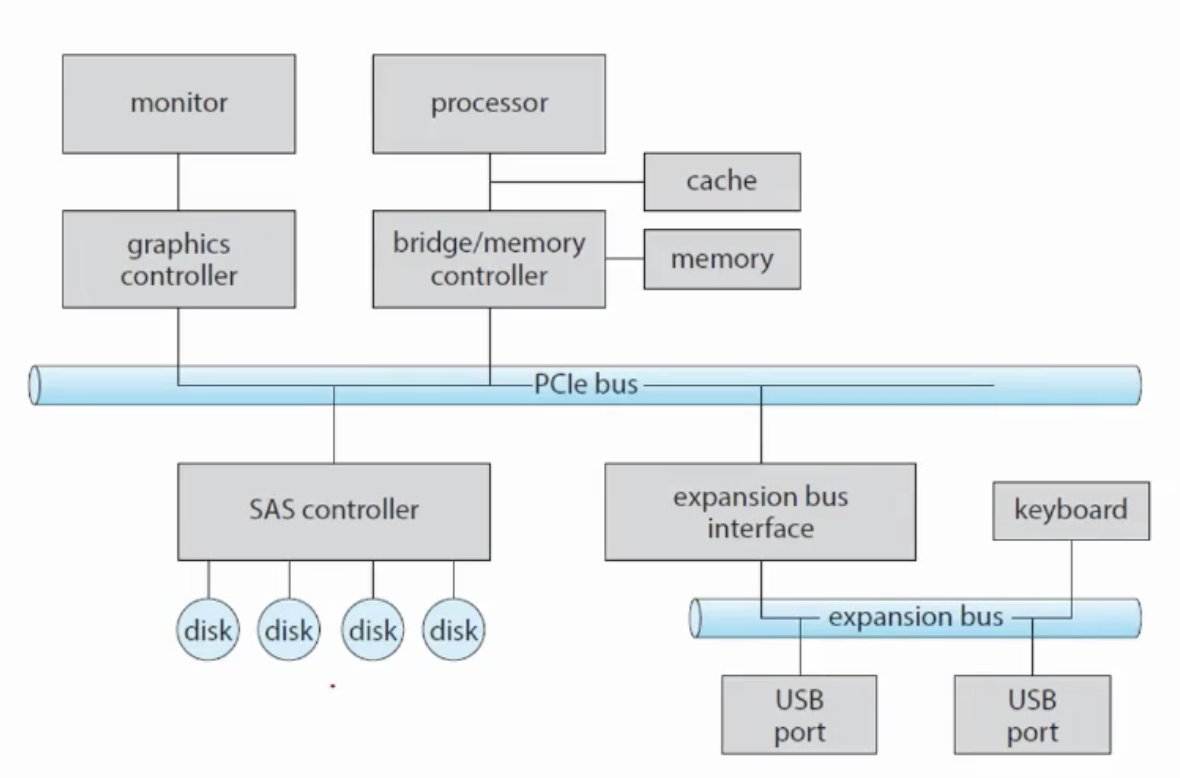 monitor
processor
cache
graphics
controller
bridge/memory
controller
memory
PCIe bus
SAS controller
expansion bus
interface
keyboard
disk
disk
disk
disk
expansion bus
USB
port
USB
port